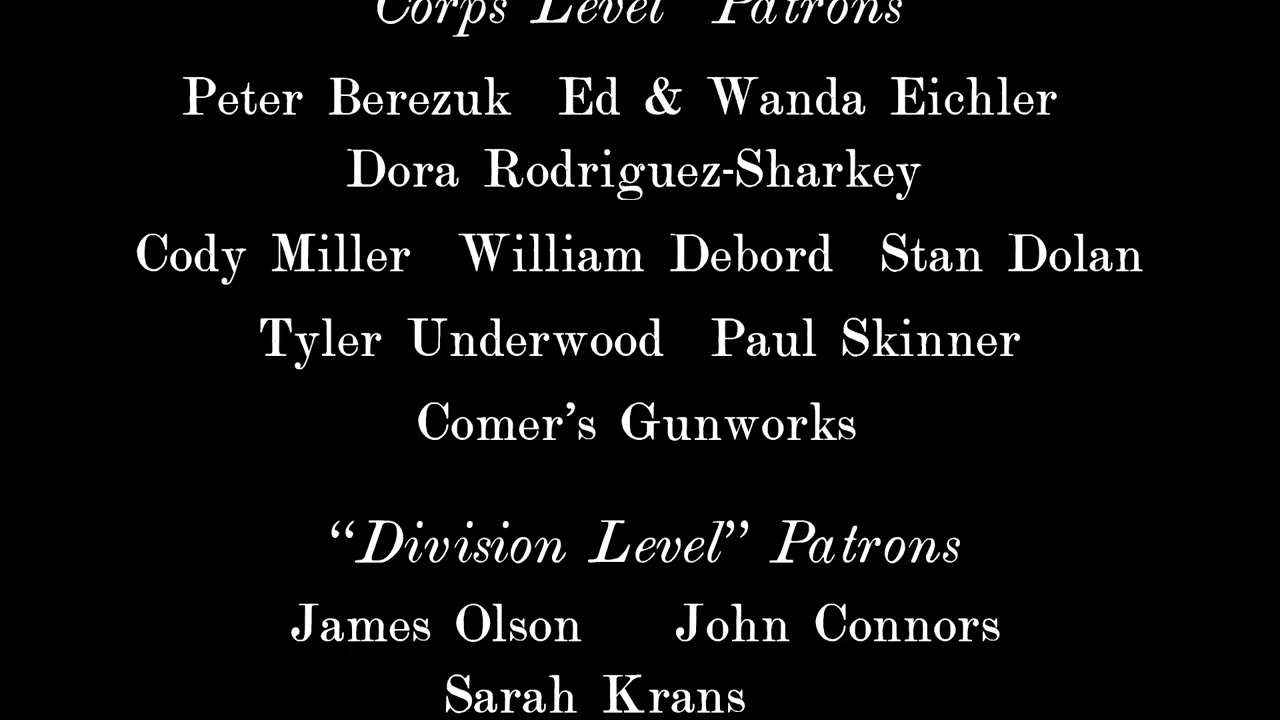 Corps Level" Patrons
Peter Berezuk Ed & Wanda Eichler
Dora Rodriguez-Sharkey
Cody Miller William Debord Stan Dolan
Tyler Underwood Paul Skinner
Comer’s Gunworks
“Division Level” Patrons
James Olson John Connors
Sarah Krans